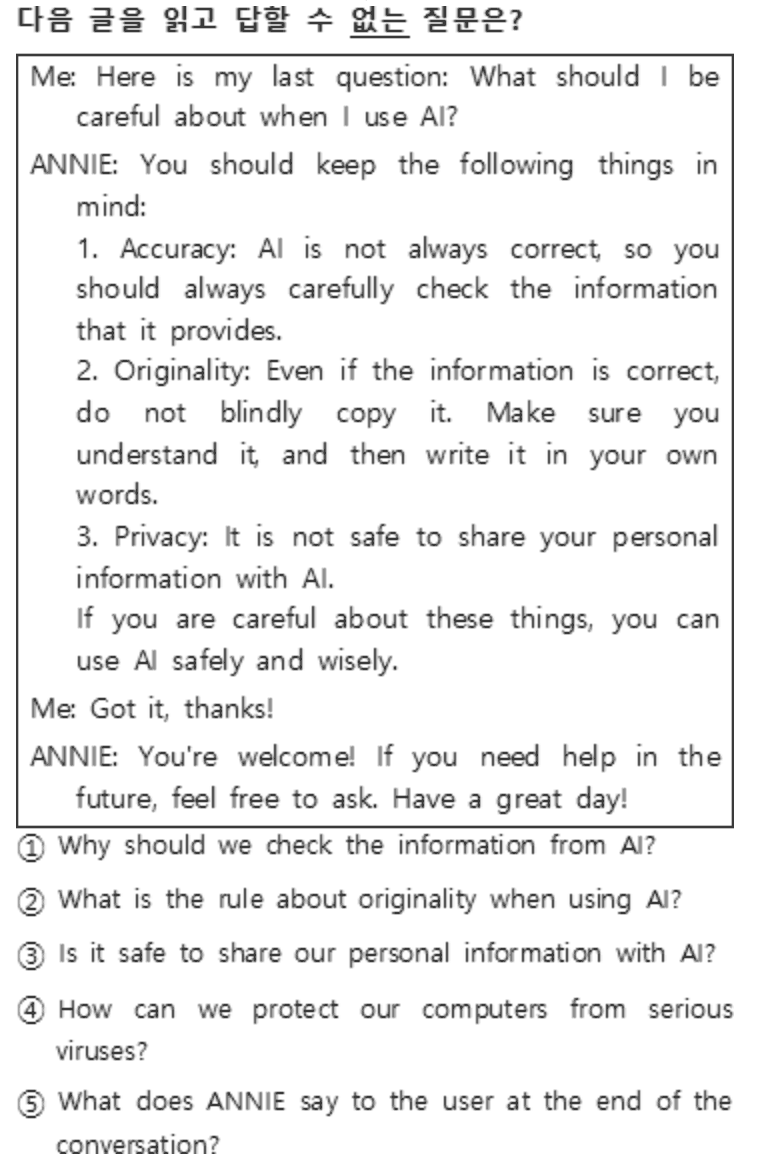 다음 글을 읽고 답할 수 없는 질문은?
Me: Here is my last question: What should I be
careful about when I use AI?
ANNIE: You should keep the following things in
mind:
1. Accuracy: AI is not always correct, so you
should always carefully check the information
that it provides.
2. Originality: Even if the information is correct,
do not blindly copy it. Make sure you
understand it, and then write it in your own
words.
3. Privacy: It is not safe to share your personal
information with AI.
If you are careful about these things, you can
use AI safely and wisely.
Me: Got it, thanks!
ANNIE: You're welcome! If you need help in the
future, feel free to ask. Have a great day!
① Why should we check the information from AI?
② What is the rule about originality when using AI?
③ Is it safe to share our personal information with AI?
④ How can we protect our computers from serious
viruses?
⑤ What does ANNIE say to the user at the end of the
conversation?